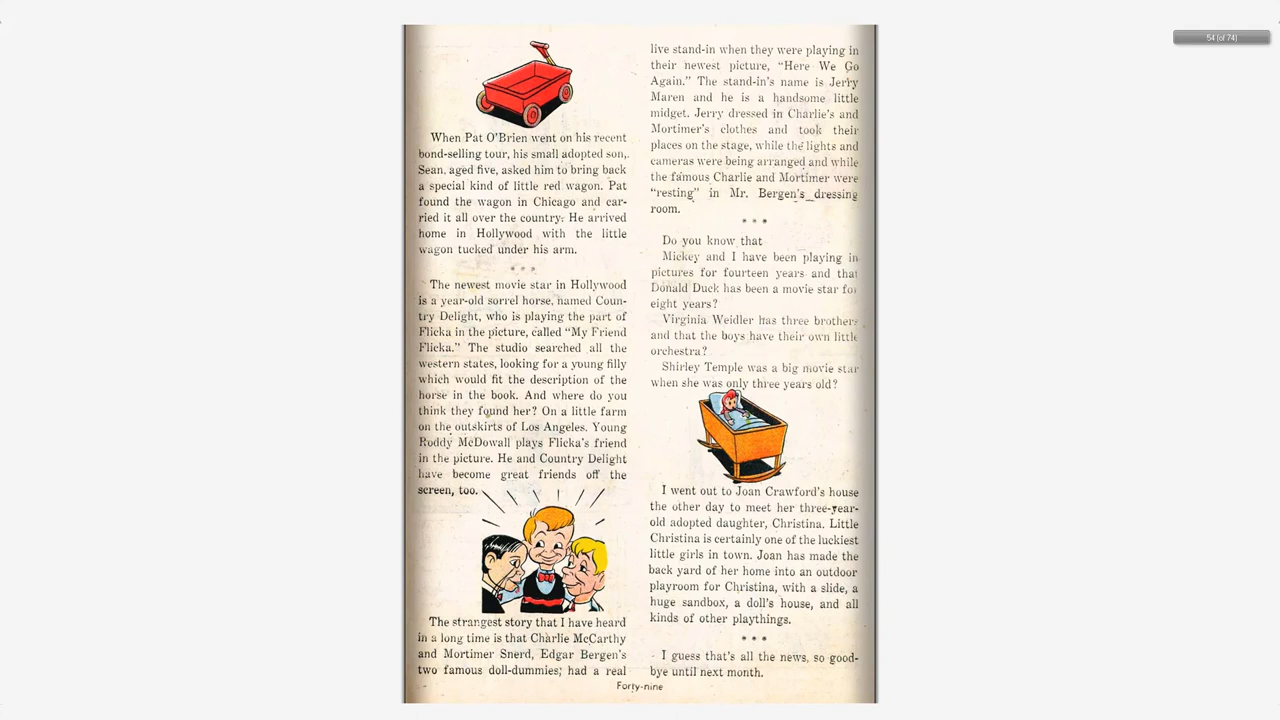 54 (of 74)
When Pat O'Brien went on his recent
bond-selling tour, his small adopted son,
Sean, aged five, asked him to bring back
a special kind of little red wagon. Pat
found the wagon in Chicago and car-
ried it all over the country. He arrived
home in Hollywood with the little
wagon tucked under his arm.
* * *
The newest movie star in Hollywood
is a year-old sorrel horse, named Coun-
try Delight, who is playing the part of
Flicka in the picture, called "My Friend
Flicka." The studio searched all the
western states, looking for a young filly
which would fit the description of the
horse in the book. And where do you
think they found her? On a little farm
on the outskirts of Los Angeles. Young
Roddy McDowall plays Flicka's friend
in the picture. He and Country Delight
have become great friends off the
screen, too.
The strangest story that I have heard
in a long time is that Charlie McCarthy
and Mortimer Snerd, Edgar Bergen's
two famous doll-dummies, had a real
live stand-in when they were playing in
their newest picture, "Here We Go
Again." The stand-in's name is Jerry
Maren and he is a handsome little
midget. Jerry dressed in Charlie's and
Mortimer's clothes and took their
places on the stage, while the lights and
cameras were being arranged and while
the famous Charlie and Mortimer were
"resting" in Mr. Bergen's dressing
room.
* * *
Do you know that
Mickey and I have been playing in
pictures for fourteen years and that
Donald Duck has been a movie star for
eight years?
Virginia Weidler has three brothers
and that the boys have their own little
orchestra?
Shirley Temple was a big movie star
when she was only three years old?
I went out to Joan Crawford's house
the other day to meet her three-year-
old adopted daughter, Christina. Little
Christina is certainly one of the luckiest
little girls in town. Joan has made the
back yard of her home into an outdoor
playroom for Christina, with a slide, a
huge sandbox, a doll's house, and all
kinds of other playthings.
* * *
I guess that's all the news, so good-
bye until next month.
Forty-nine